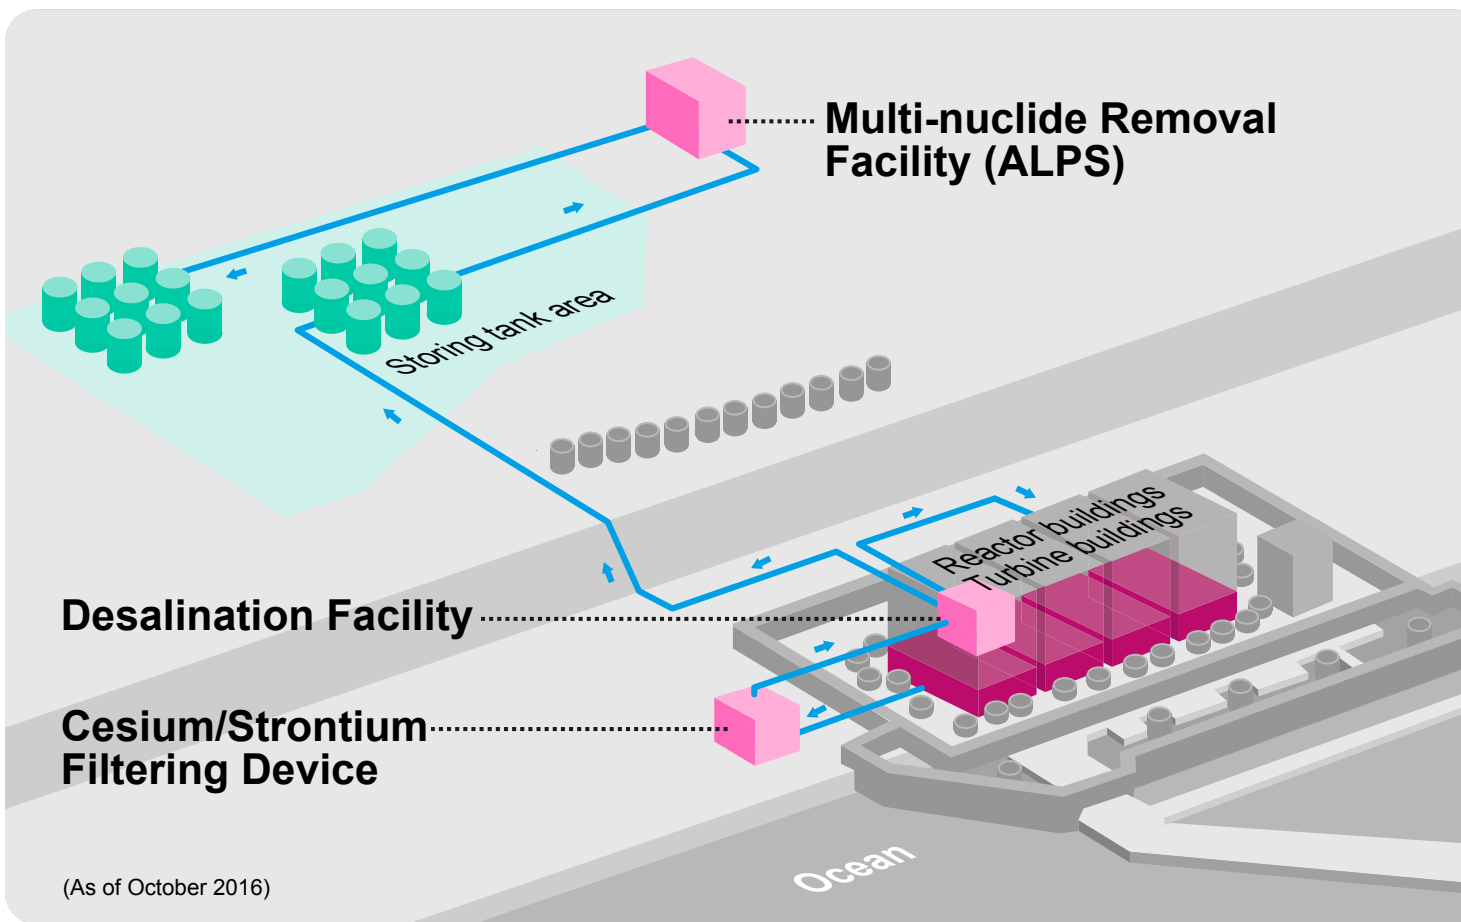 Multi-nuclide Removal
Facility (ALPS)
Storing tank area
Reactor buildings
Turbine buildings
Desalination Facility
Cesium/Strontium
Filtering Device
Ocean
(As of October 2016)